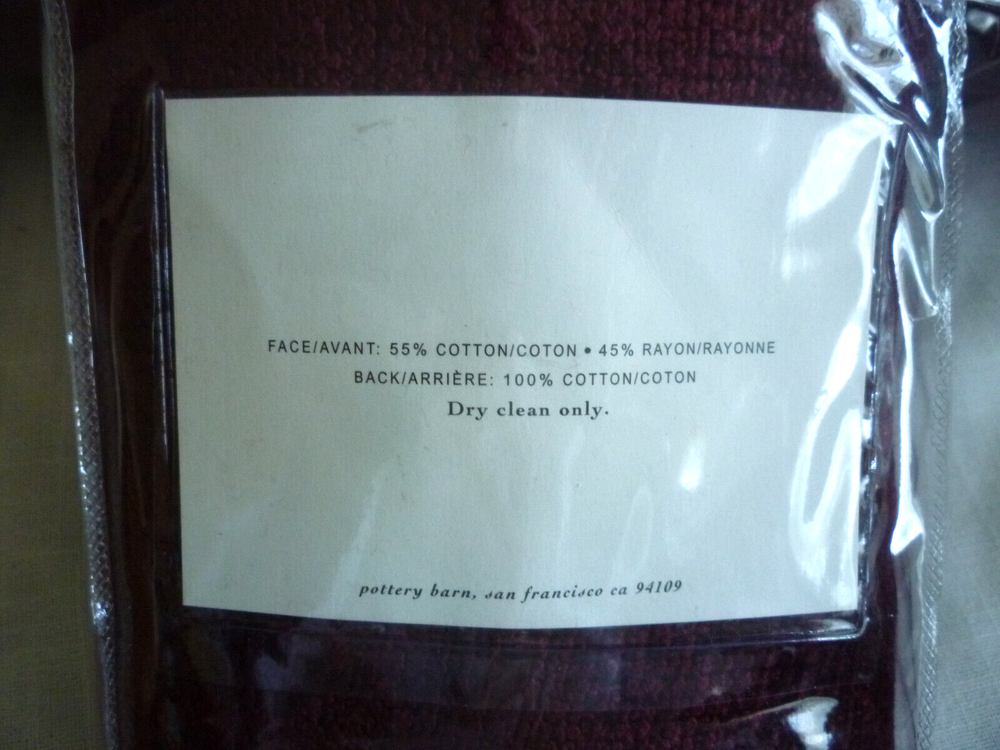 FACE/AVANT: 55% COTTON/COTON • 45% RAYON/RAYONNE
BACK/ARRIÈRE: 100% COTTON/COTON
Dry clean only.
pottery barn, san francisco ca 94109